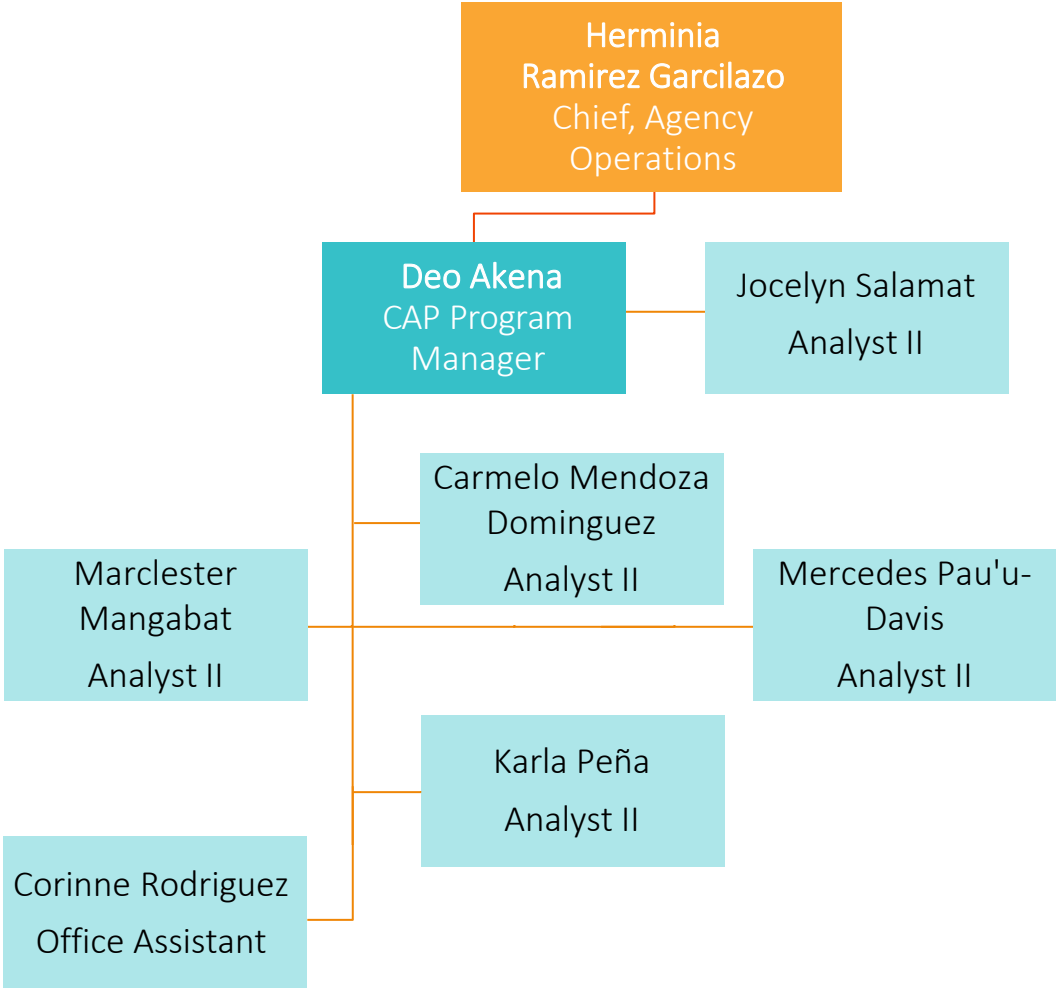 Herminia
Ramirez Garcilazo
Chief, Agency
Operations
Deo Akena
CAP Program
Manager
Jocelyn Salamat
Analyst II
Carmelo Mendoza
Dominguez
Analyst II
Marclester
Mangabat
Analyst II
Mercedes Pau'u-
Davis
Analyst II
Karla Peña
Analyst II
Corinne Rodriguez
Office Assistant